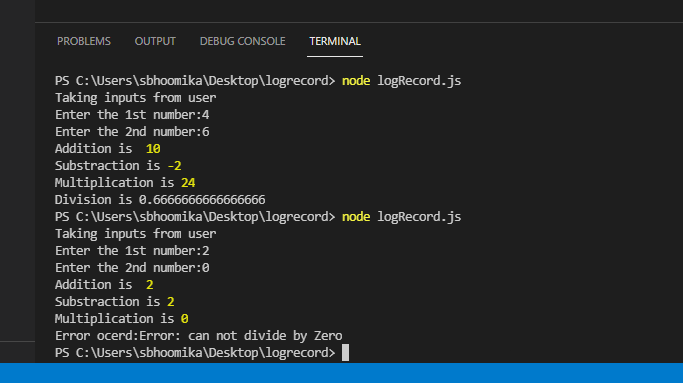 PROBLEMS OUTPUT DEBUG CONSOLE TERMINAL
PS C:\Users\sbhoomika\Desktop\logrecord> node logRecord.js
Taking inputs from user
Enter the 1st number:4
Enter the 2nd number:6
Addition is  10
Substraction is -2
Multiplication is 24
Division is 0.6666666666666666
PS C:\Users\sbhoomika\Desktop\logrecord> node logRecord.js
Taking inputs from user
Enter the 1st number:2
Enter the 2nd number:0
Addition is  2
Substraction is 2
Multiplication is 0
Error ocerd:Error: can not divide by Zero
PS C:\Users\sbhoomika\Desktop\logrecord>